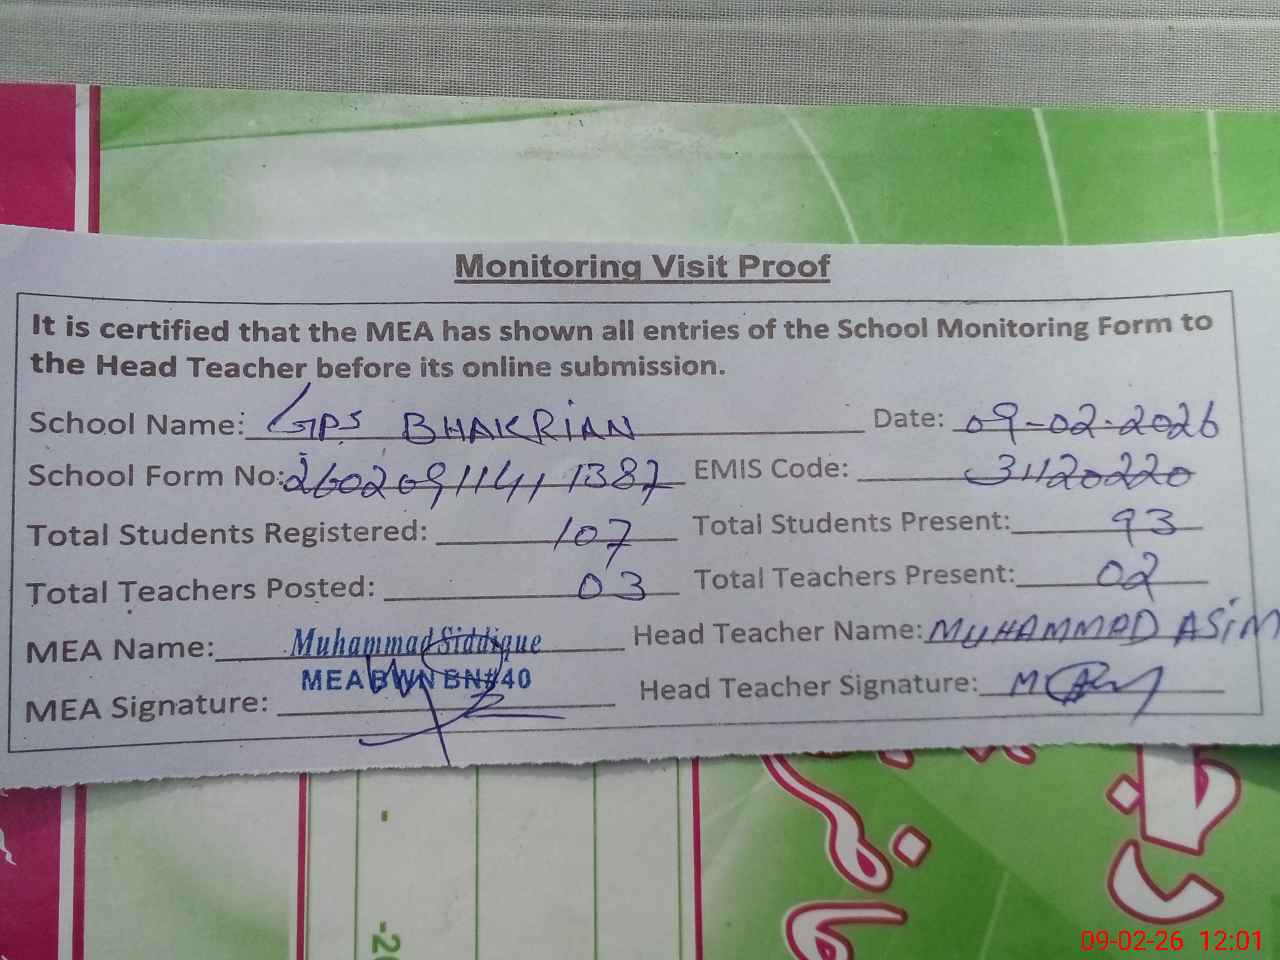 Monitoring Visit Proof
It is certified that the MEA has shown all entries of the School Monitoring Form to
the Head Teacher before its online submission.
School Name: GPS BHAKRIAN Date: 09-02-2026
School Form No: 26020911411387 EMIS Code: 31120220
Total Students Registered: 107 Total Students Present: 93
Total Teachers Posted: 03 Total Teachers Present: 02
MEA Name: Muhammad Siddique Head Teacher Name: MUHAMMAD ASIM
MEA BWN BN#40
MEA Signature: Head Teacher Signature:
09-02-26 12:01